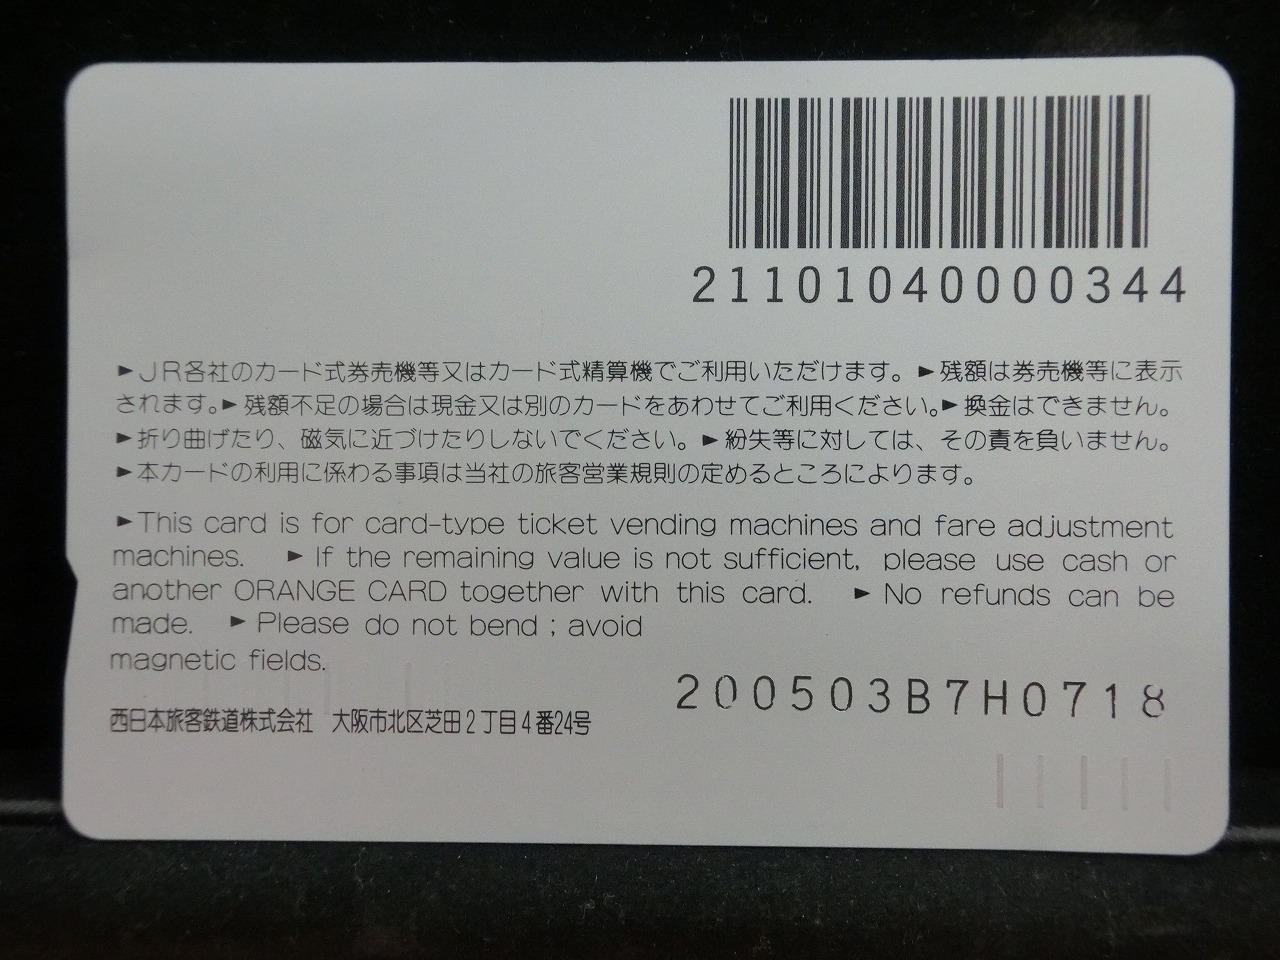 21101040000344
►JR各社のカード式券売機等又はカード式精算機でご利用いただけます。►残額は券売機等に表示
されます。►残額不足の場合は現金又は別のカードをあわせてご利用ください。►換金はできません。
►折り曲げたり、磁気に近づけたりしないでください。►紛失等に対しては、その責を負いません。
►本カードの利用に係わる事項は当社の旅客営業規則の定めるところによります。
►This card is for card-type ticket vending machines and fare adjustment
machines. ►If the remaining value is not sufficient, please use cash or
another ORANGE CARD together with this card. ►No refunds can be
made. ►Please do not bend ; avoid
magnetic fields.
200503B7H0718
西日本旅客鉄道株式会社 大阪市北区芝田2丁目4番24号